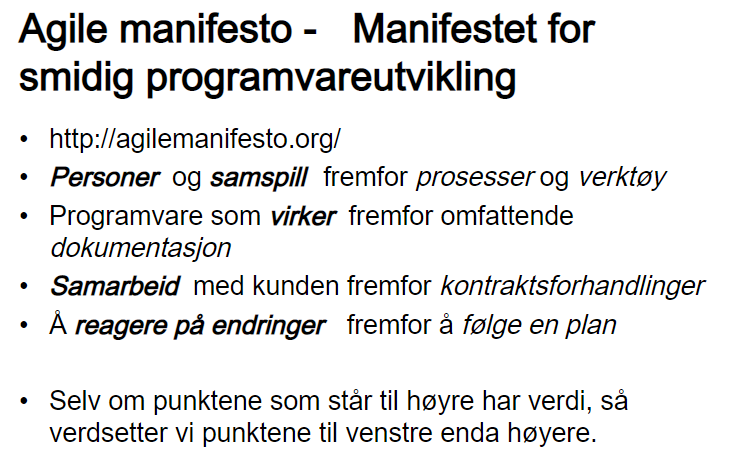 Agile manifesto - Manifestet for
smidig programvareutvikling
• http://agilemanifesto.org/
• Personer og samspill fremfor prosesser og verktøy
• Programvare som virker fremfor omfattende
dokumentasjon
• Samarbeid med kunden fremfor kontraktsforhandlinger
• Å reagere på endringer fremfor å følge en plan
• Selv om punktene som står til høyre har verdi, så
verdsetter vi punktene til venstre enda høyere.